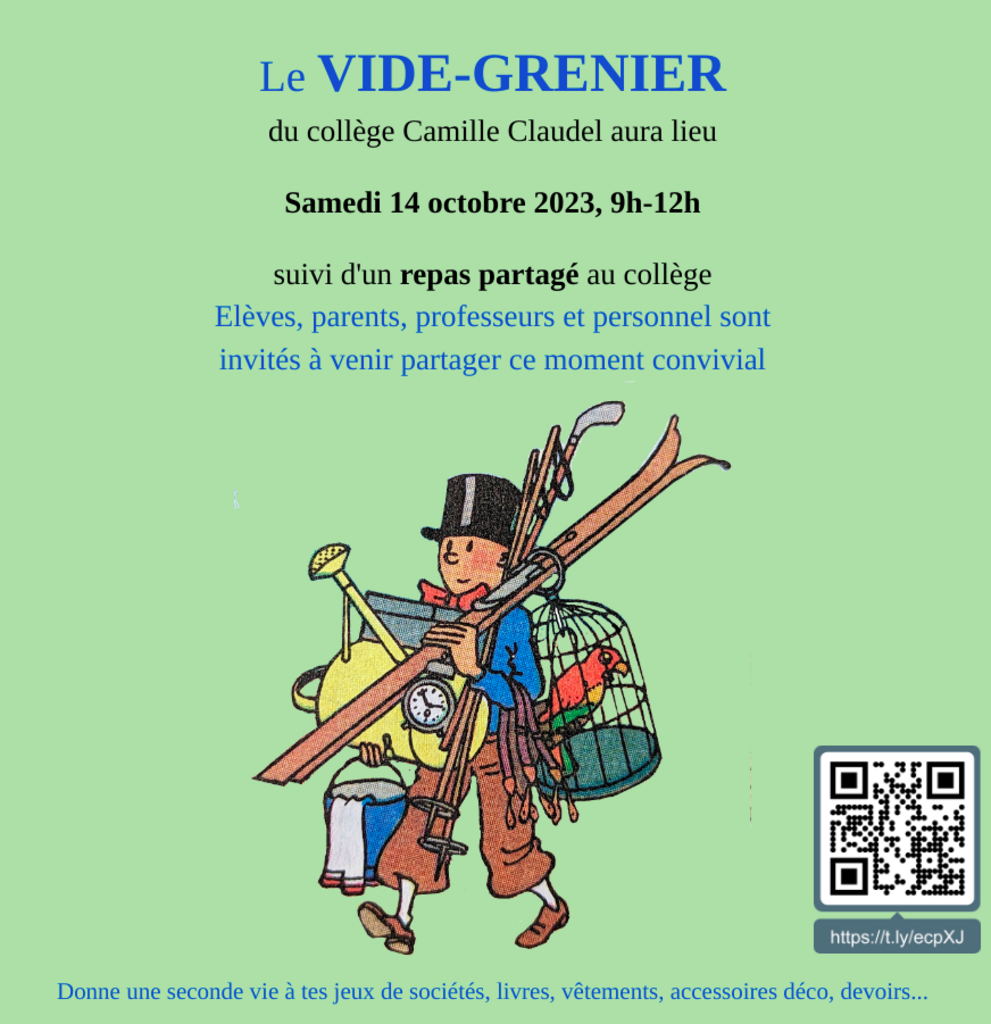 Le VIDE-GRENIER
du collège Camille Claudel aura lieu
Samedi 14 octobre 2023, 9h-12h
suivi d'un repas partagé au collège
Elèves, parents, professeurs et personnel sont
invités à venir partager ce moment convivial
https://t.ly/ecpXJ
Donne une seconde vie à tes jeux de sociétés, livres, vêtements, accessoires déco, devoirs...